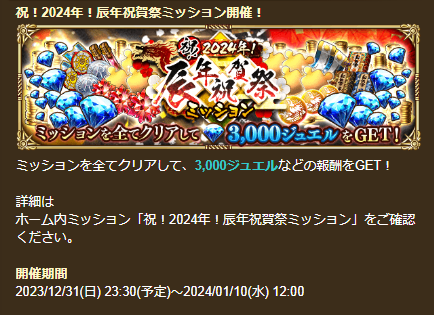 祝！2024年！辰年祝賀祭ミッション開催！
祝！2024年！
辰年祝賀祭
ミッション
ミッションを全てクリアして 3,000ジュエルをGET！
ミッションを全てクリアして、3,000ジュエルなどの報酬をGET！
詳細は
ホーム内ミッション「祝！2024年！辰年祝賀祭ミッション」をご確認
ください。
開催期間
2023/12/31(日) 23:30(予定)～2024/01/10(水) 12:00